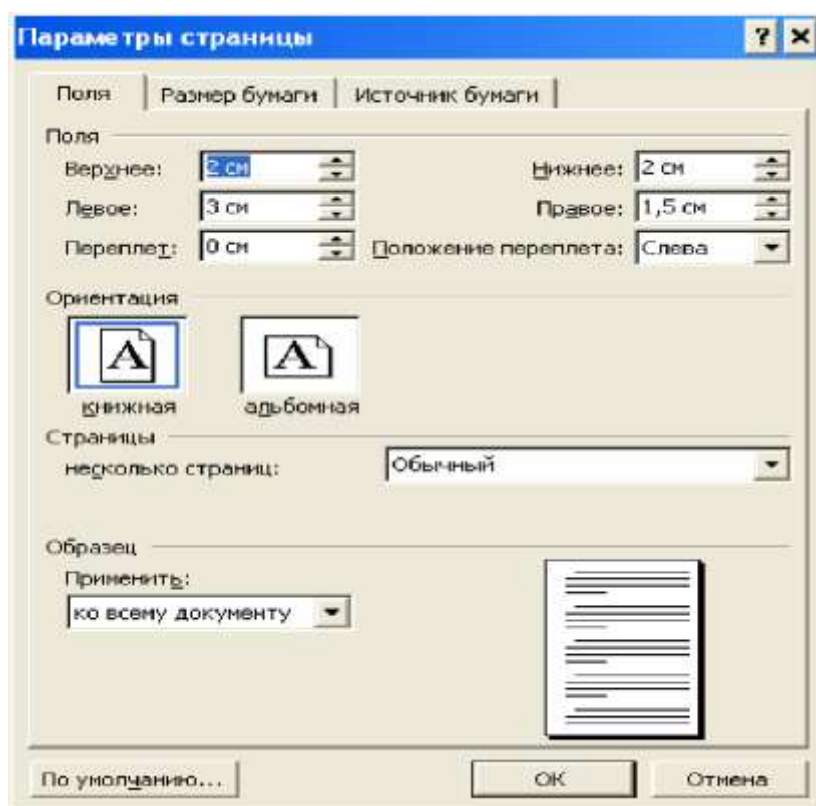 Параметры страницы ? ×
Поля Размер бумаги Источник бумаги
Поля
Верхнее: 2 см Нижнее: 2 см
Левое: 3 см Правое: 1,5 см
Переплет: 0 см Положение переплета: Слева
Ориентация
А А
книжная альбомная
Страницы
несколько страниц: Обычный
Образец
Применить:
ко всему документу
По умолчанию... ОК Отмена